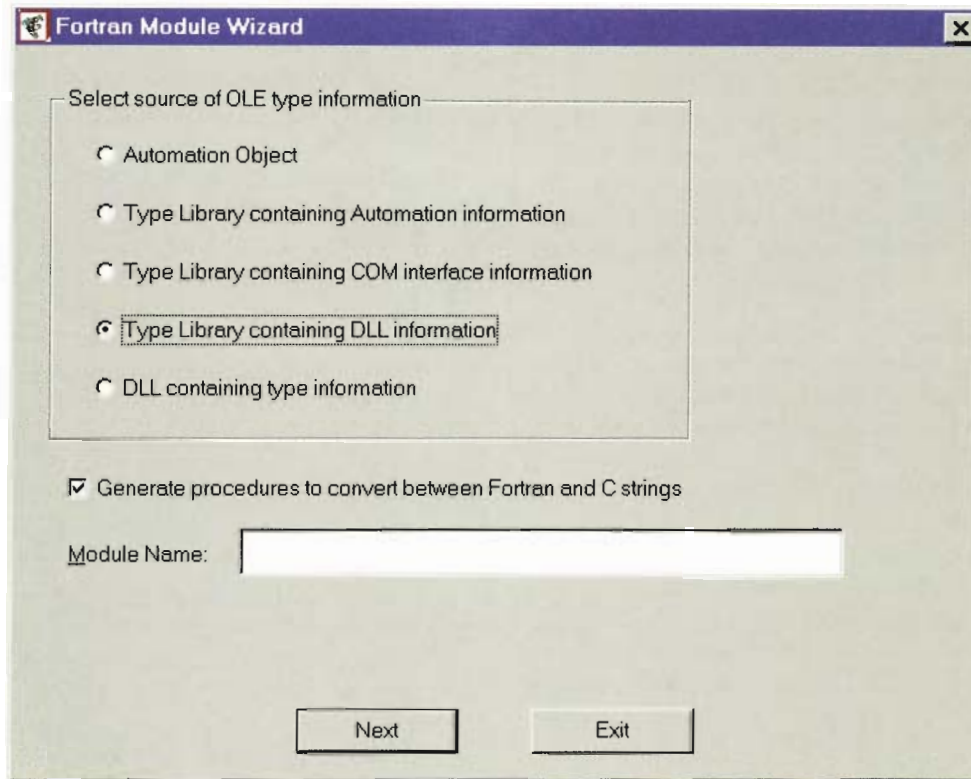 Fortran Module Wizard
Select source of OLE type information
Automation Object
Type Library containing Automation information
Type Library containing COM interface information
Type Library containing DLL information
DLL containing type information
Generate procedures to convert between Fortran and C strings
Module Name:
Next
Exit